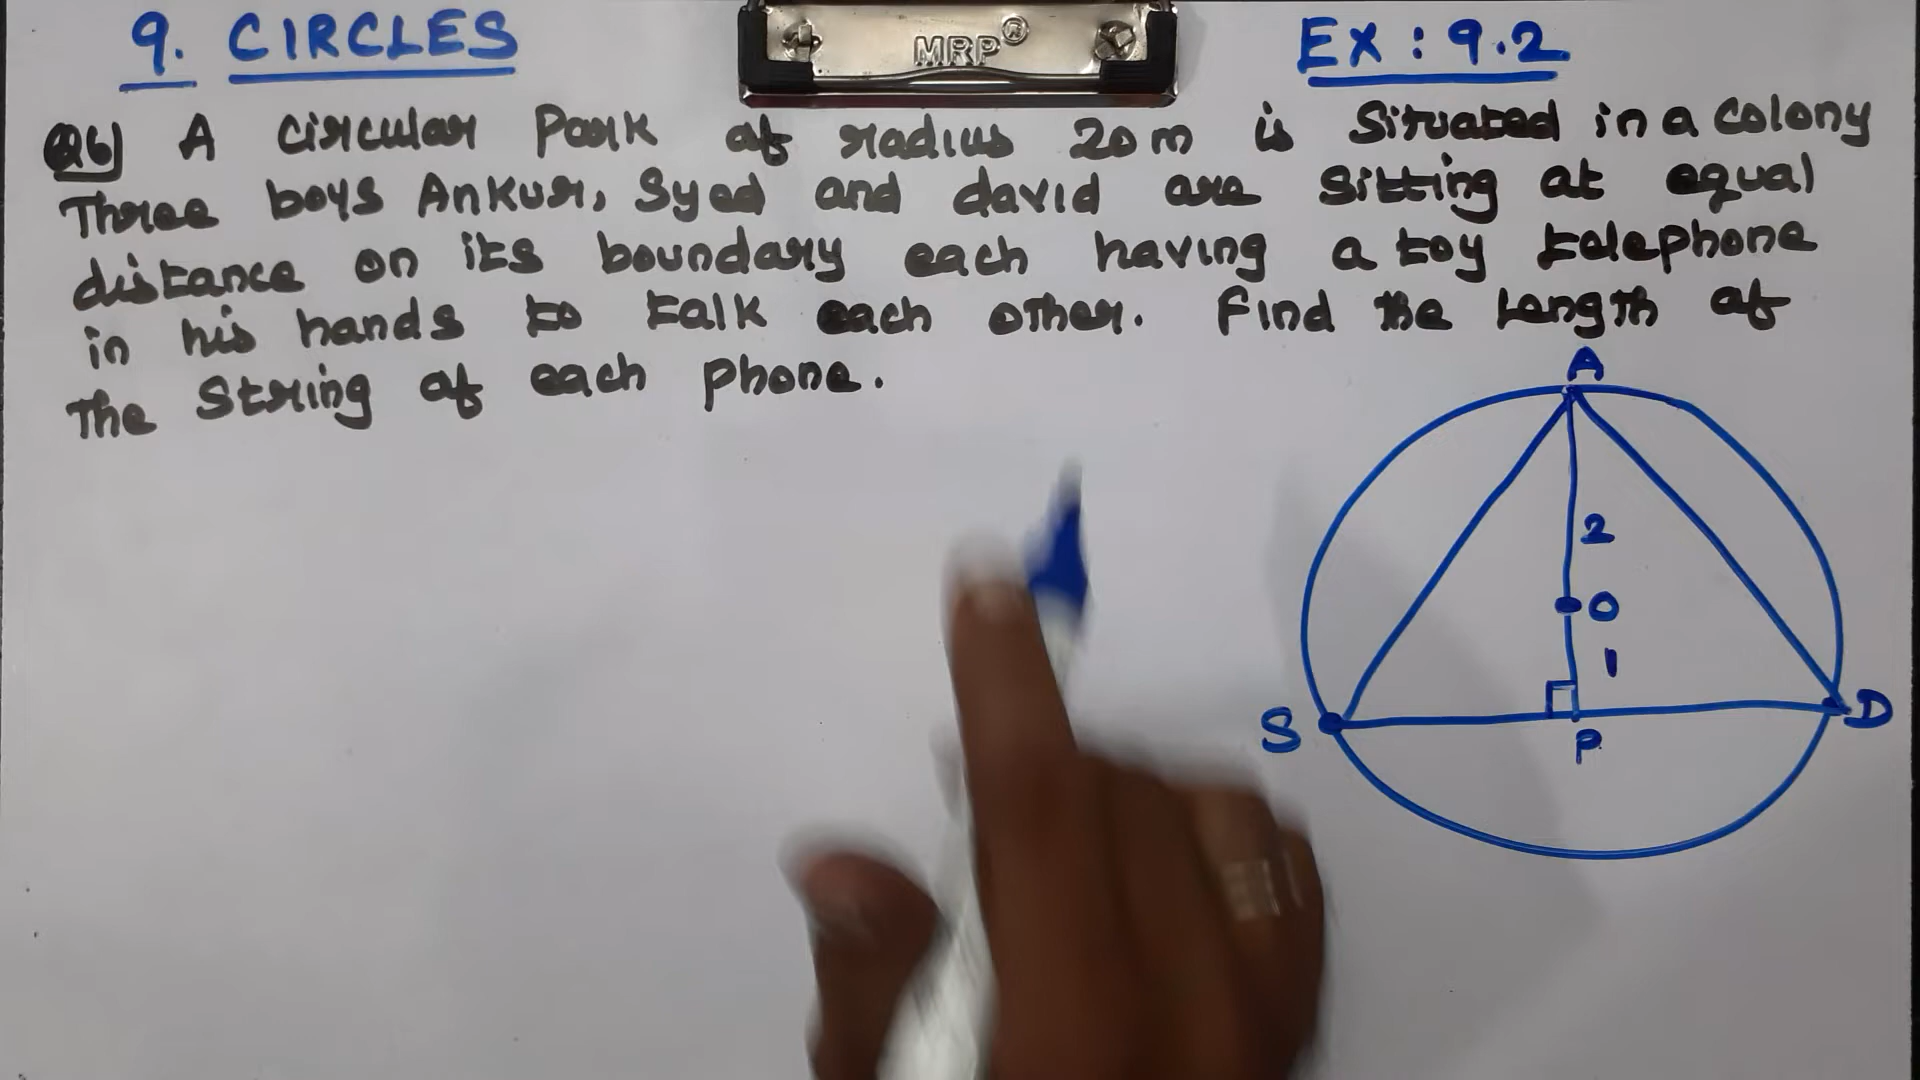 9. CIRCLES
MRP®
EX : 9.2
Q6) A circular Park of radius 20m is Situated in a colony
Three boys Ankur, Syed and david are sitting at equal
distance on its boundary each having a toy telephone
in his hands to talk each other. Find the Length of
The String of each phone.
A
2
O
1
S
D
P